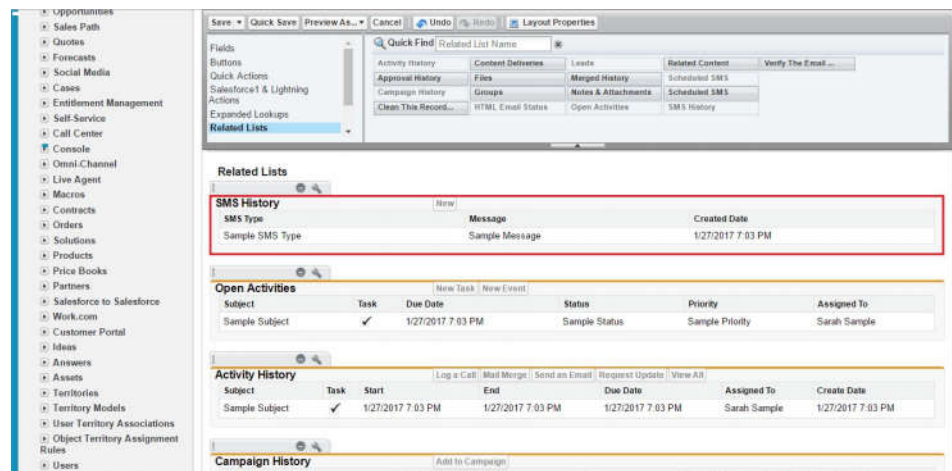 Opportunities
Sales Path
Quotes
Forecasts
Social Media
Cases
Entitlement Management
Self-Service
Call Center
Console
Omni-Channel
Live Agent
Macros
Contracts
Orders
Solutions
Products
Price Books
Partners
Salesforce to Salesforce
Work.com
Customer Portal
Ideas
Answers
Assets
Territories
Territory Models
User Territory Associations
Object Territory Assignment
Rules
Users
Save Quick Save Preview As... Cancel Undo Redo Layout Properties
Fields
Buttons
Quick Actions
Salesforce1 & Lightning
Actions
Expanded Lookups
Related Lists
Quick Find Related List Name
Activity History Content Deliveries Leads Related Content Verify The Email ...
Approval History Files Merged History Scheduled SMS
Campaign History Groups Notes & Attachments Scheduled SMS
Clean This Record... HTML Email Status Open Activities SMS History
Related Lists
SMS History New
SMS Type Message Created Date
Sample SMS Type Sample Message 1/27/2017 7:03 PM
Open Activities New Task New Event
Subject Task Due Date Status Priority Assigned To
Sample Subject ✓ 1/27/2017 7:03 PM Sample Status Sample Priority Sarah Sample
Activity History Log a Call Mail Merge Send an Email Request Update View All
Subject Task Start End Due Date Assigned To Create Date
Sample Subject ✓ 1/27/2017 7:03 PM 1/27/2017 7:03 PM 1/27/2017 7:03 PM Sarah Sample 1/27/2017 7:03 PM
Campaign History Add to Campaign